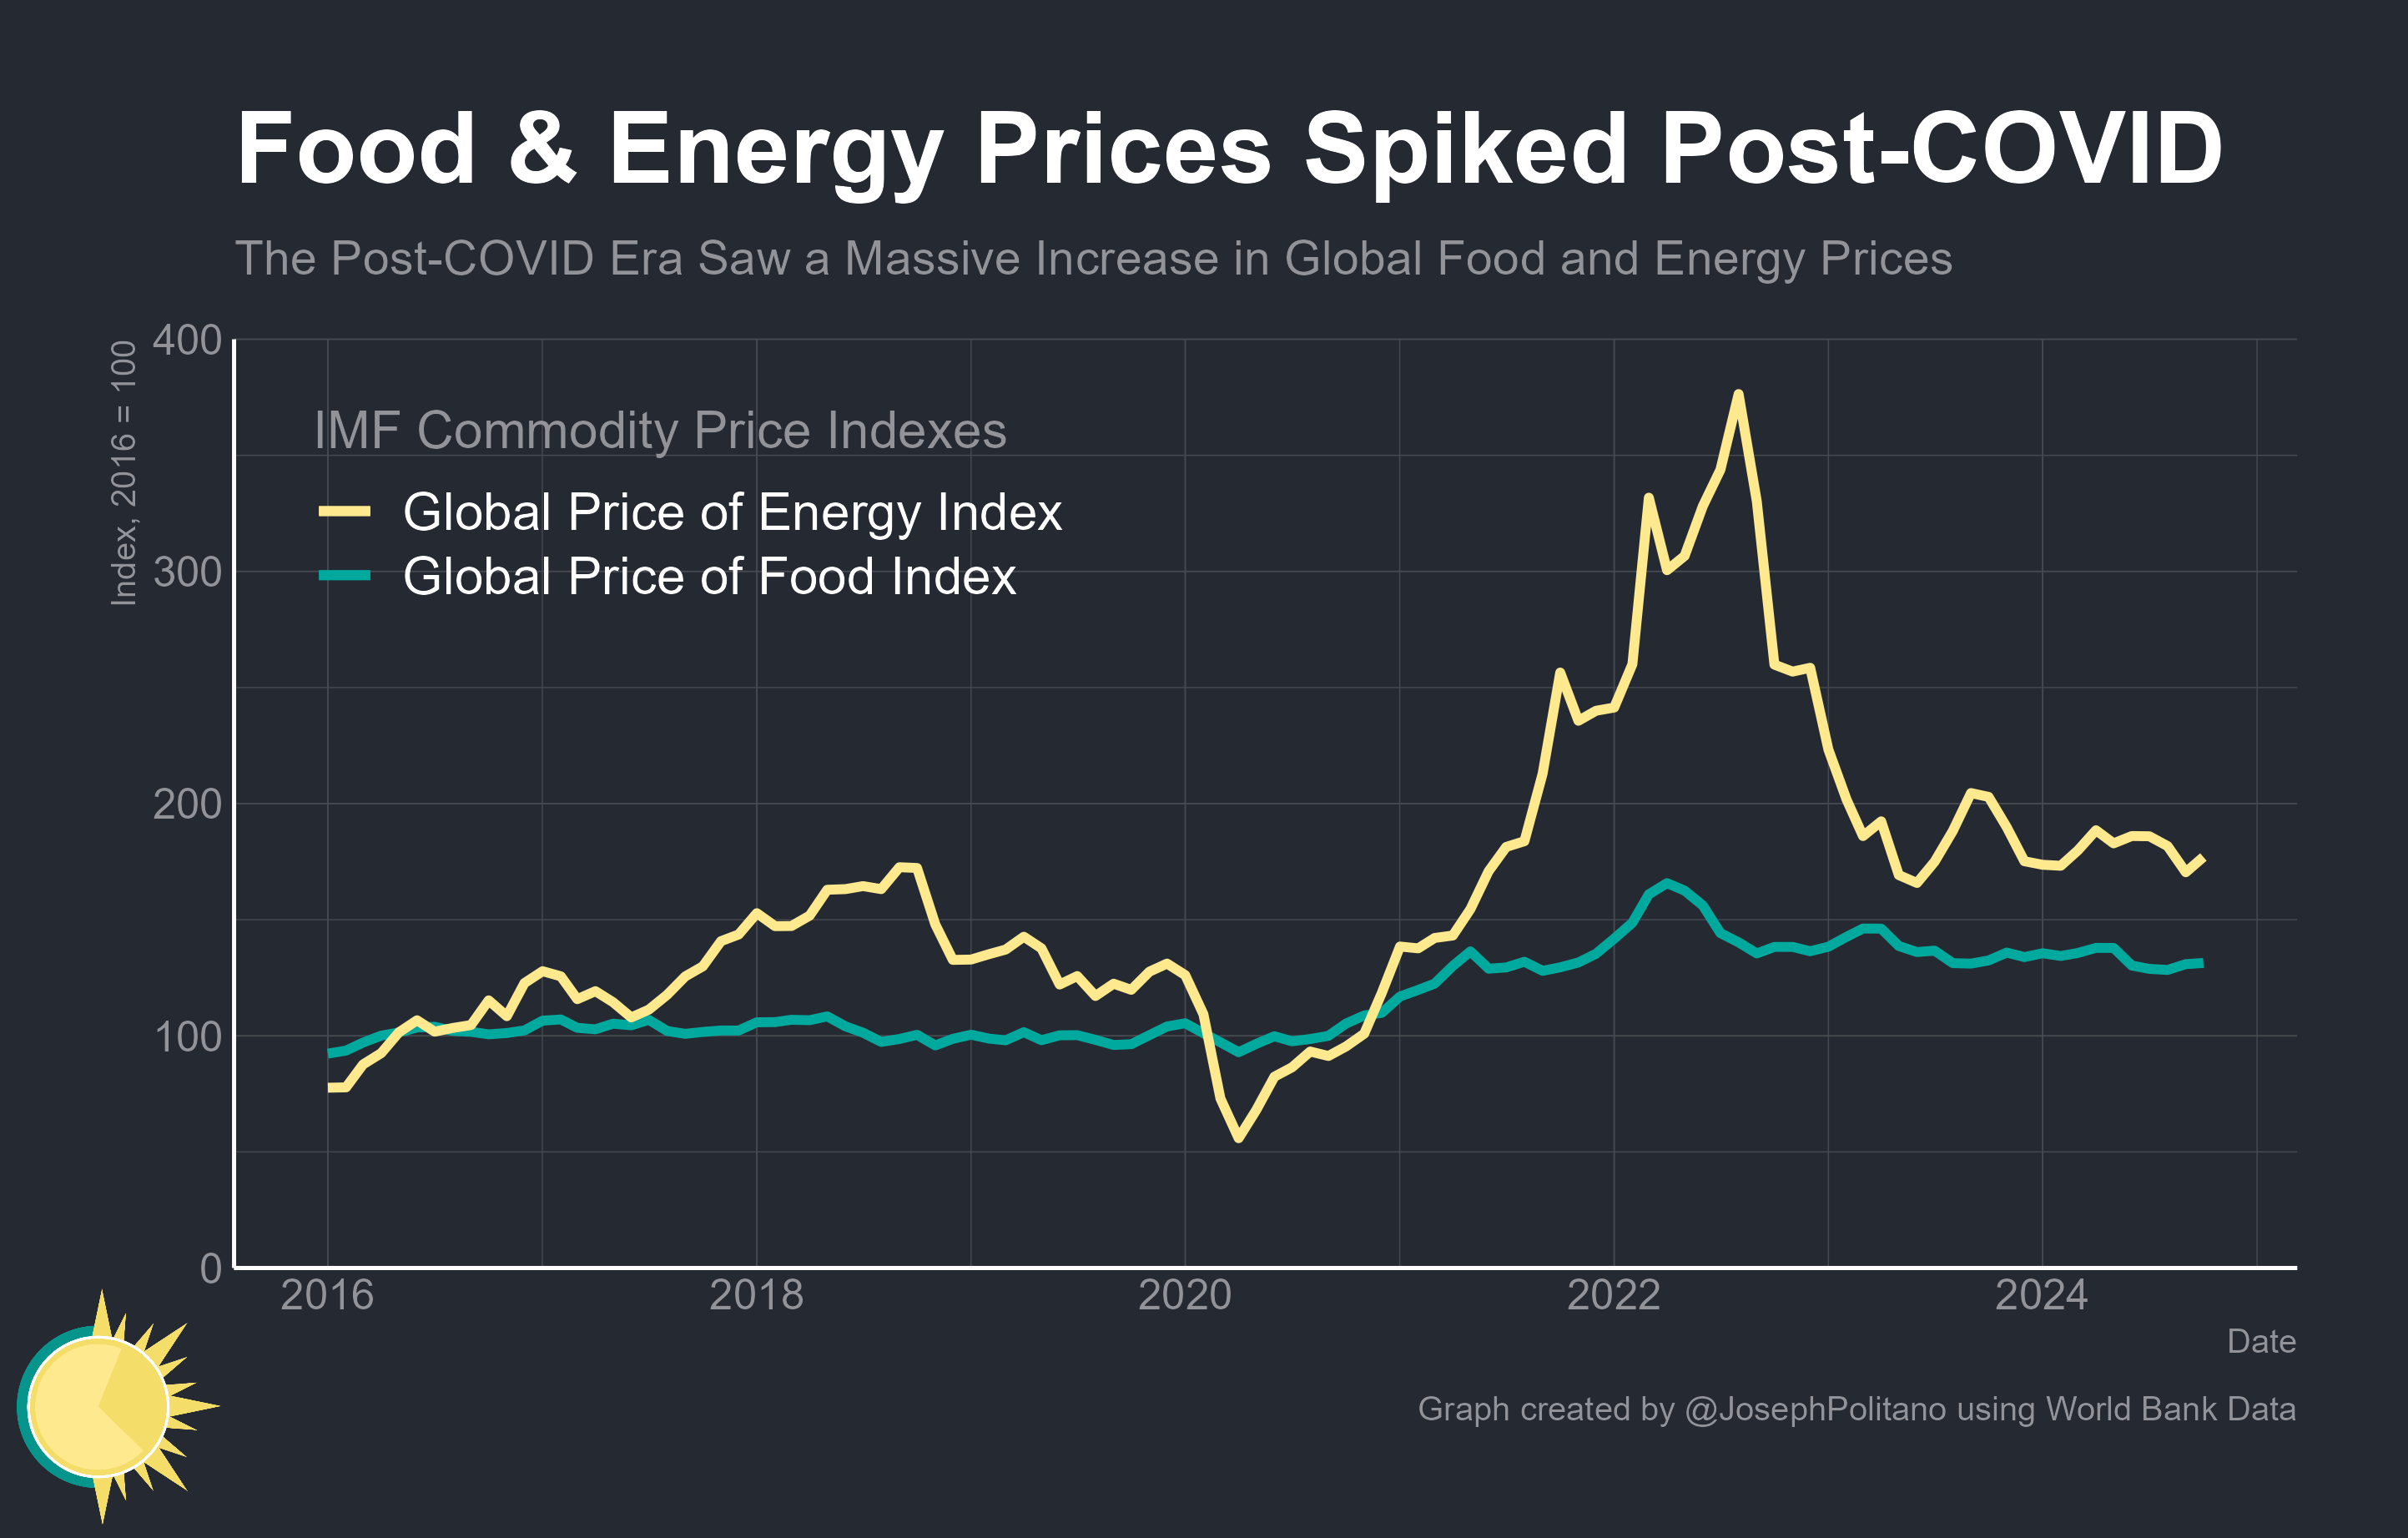 Food & Energy Prices Spiked Post-COVID
The Post-COVID Era Saw a Massive Increase in Global Food and Energy Prices
Index, 2016 = 100
400
300
200
100
0
IMF Commodity Price Indexes
Global Price of Energy Index
Global Price of Food Index
2016 2018 2020 2022 2024
Date
Graph created by @JosephPolitano using World Bank Data